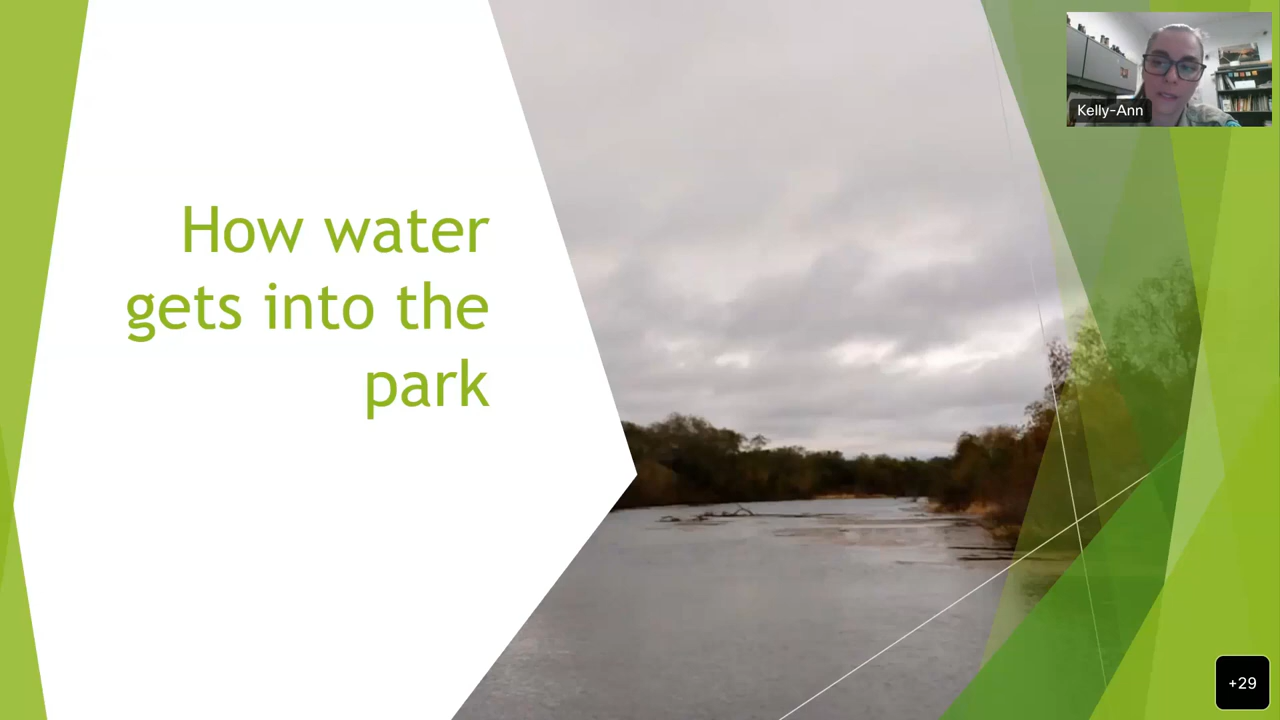 How water
gets into the
park
Kelly-Ann
+29